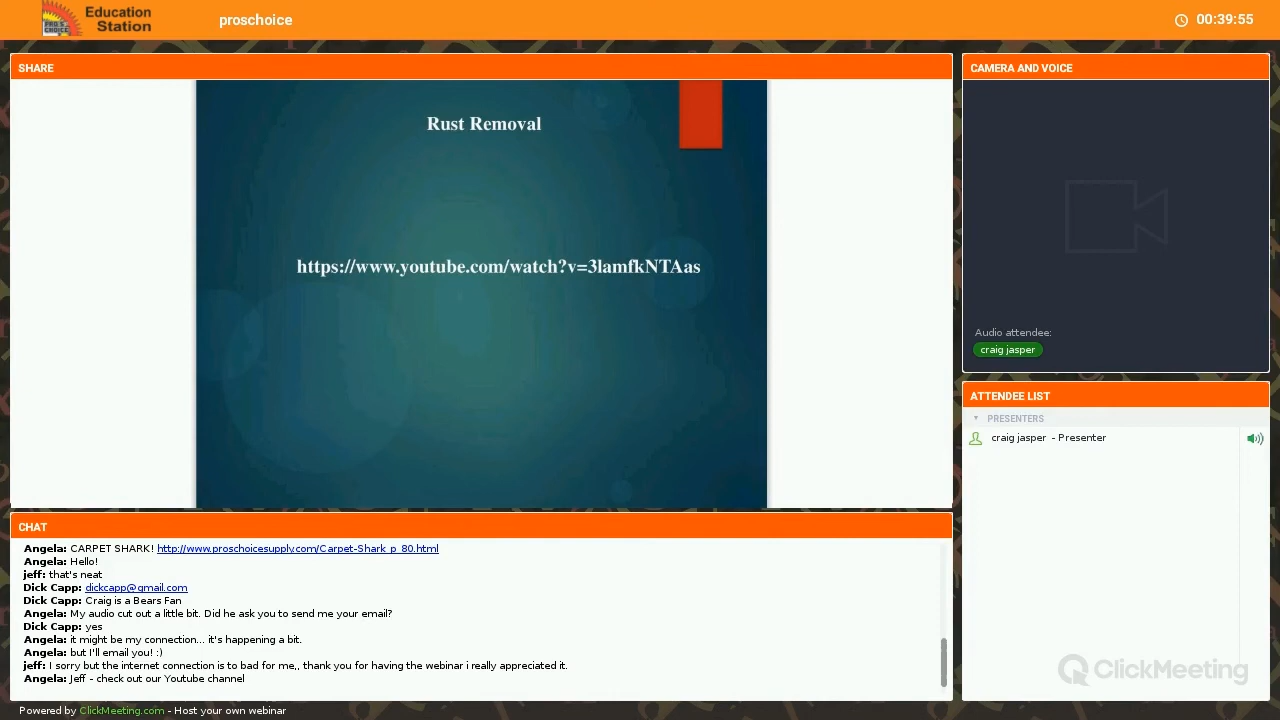 PRO'S CHOICE
Education Station
proschoice
00:39:55
SHARE
Rust Removal
https://www.youtube.com/watch?v=3lamfkNTAas
CAMERA AND VOICE
Audio attendee:
craig jasper
ATTENDEE LIST
PRESENTERS
craig jasper - Presenter
CHAT
Angela: CARPET SHARK! http://www.proschoicesupply.com/Carpet-Shark_p_80.html
Angela: Hello!
jeff: that's neat
Dick Capp: dickcapp@gmail.com
Dick Capp: Craig is a Bears Fan
Angela: My audio cut out a little bit. Did he ask you to send me your email?
Dick Capp: yes
Angela: it might be my connection... it's happening a bit.
Angela: but I'll email you! :)
jeff: I sorry but the internet connection is to bad for me,, thank you for having the webinar i really appreciated it.
Angela: Jeff - check out our Youtube channel
ClickMeeting
Powered by ClickMeeting.com - Host your own webinar